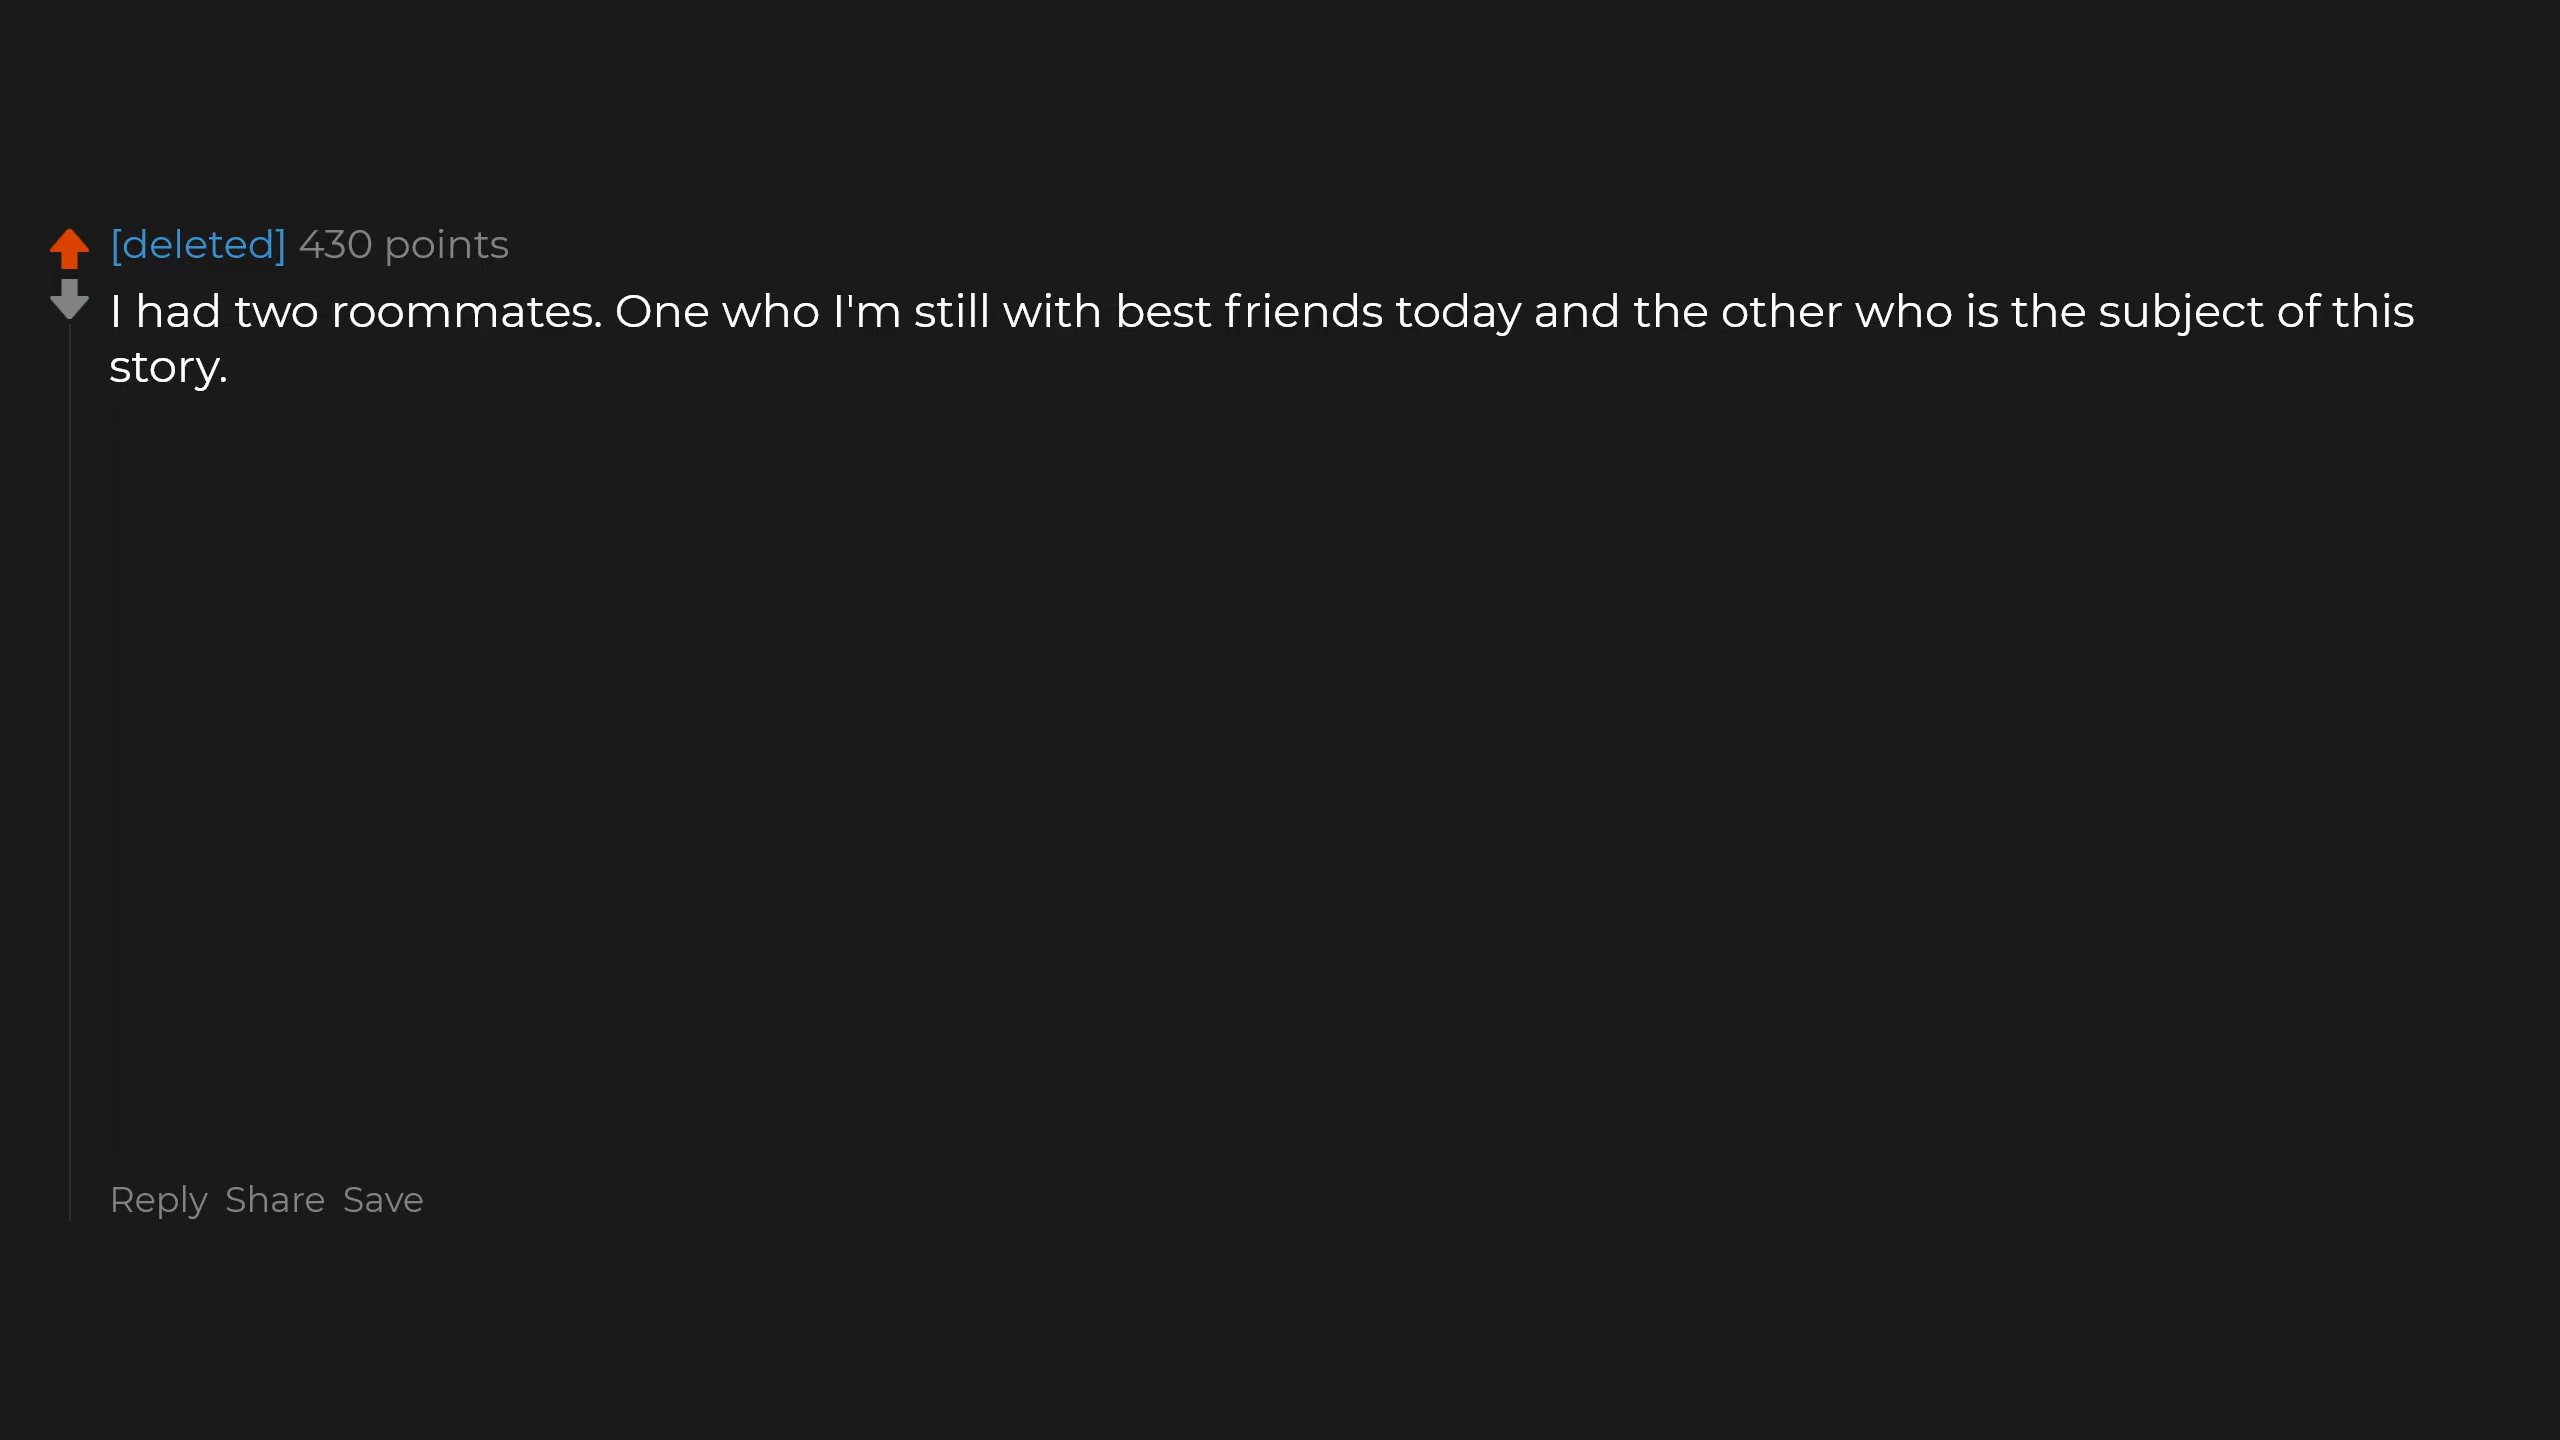 [deleted] 430 points
I had two roommates. One who I'm still with best friends today and the other who is the subject of this
story.
Reply Share Save